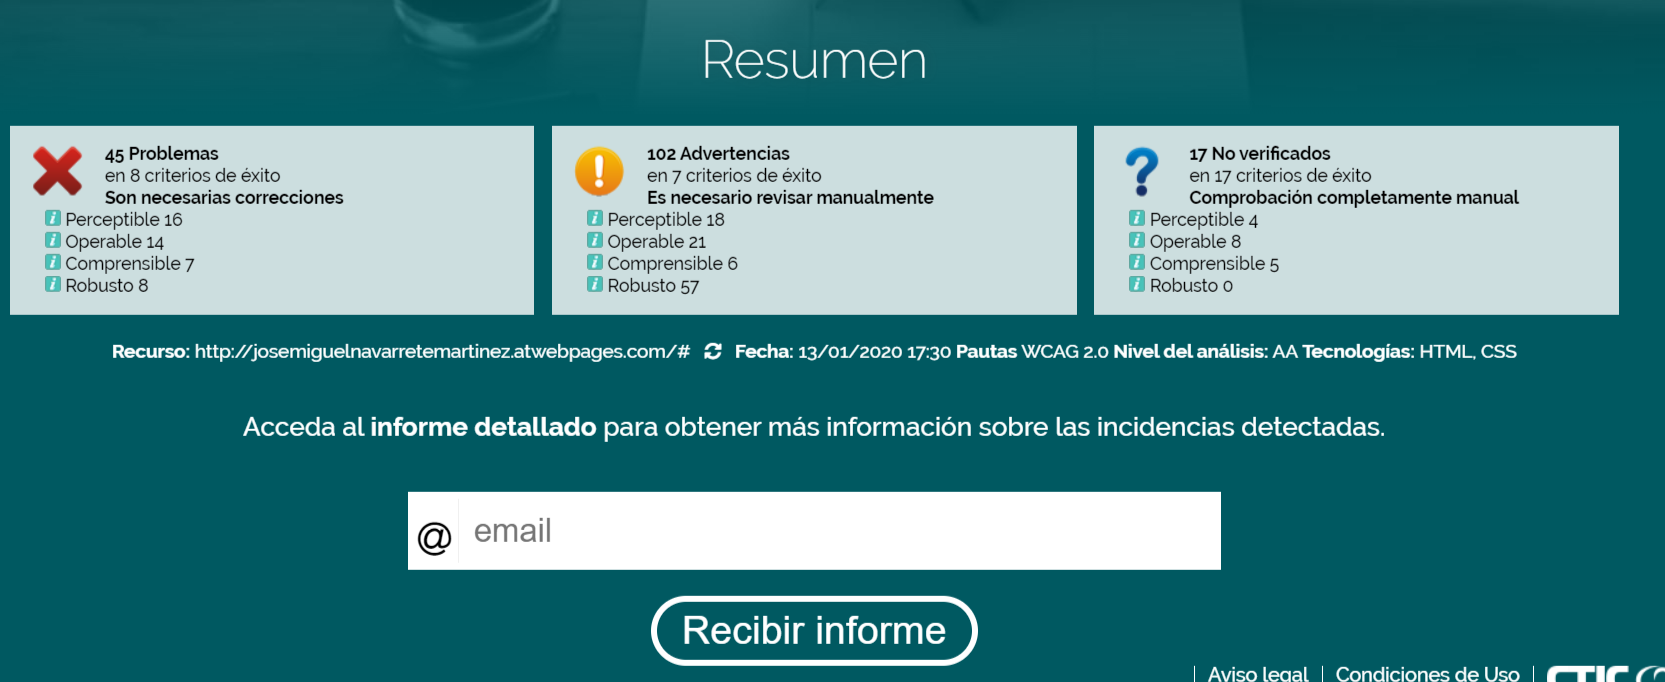 Resumen
45 Problemas
en 8 criterios de éxito
Son necesarias correcciones
Perceptible 16
Operable 14
Comprensible 7
Robusto 8
102 Advertencias
en 7 criterios de éxito
Es necesario revisar manualmente
Perceptible 18
Operable 21
Comprensible 6
Robusto 57
17 No verificados
en 17 criterios de éxito
Comprobación completamente manual
Perceptible 4
Operable 8
Comprensible 5
Robusto 0
Recurso: http://josemiguelnavarretemartinez.atwebpages.com/# Fecha: 13/01/2020 17:30 Pautas WCAG 2.0 Nivel del análisis: AA Tecnologías: HTML, CSS
Acceda al informe detallado para obtener más información sobre las incidencias detectadas.
@ email
Recibir informe
| Aviso legal | Condiciones de Uso |